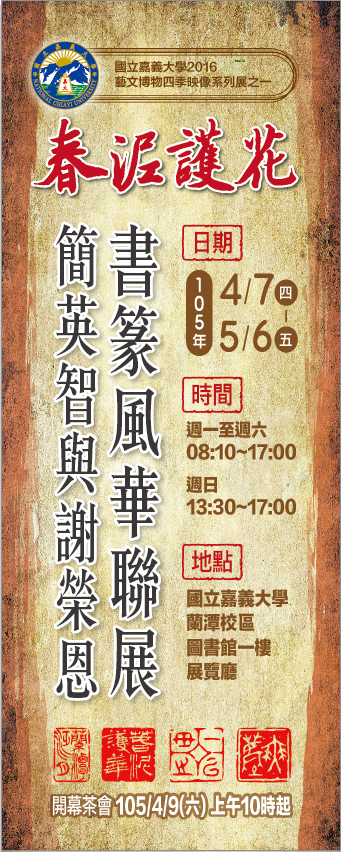 NATIONAL CHIAYI UNIVERSITY
國立嘉義大學2016
藝文博物四季映像系列展之一
春泥護花
書篆風華聯展
簡英智與謝榮恩
日期
105年
4/7四
–
5/6五
時間
週一至週六
08:10~17:00
週日
13:30~17:00
地點
國立嘉義大學
蘭潭校區
圖書館一樓
展覽廳
開幕茶會 105/4/9(六) 上午10時起